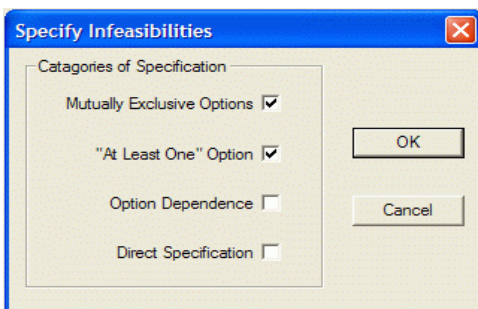 Specify Infeasibilities
Catagories of Specification
Mutually Exclusive Options
"At Least One" Option
OK
Option Dependence
Cancel
Direct Specification